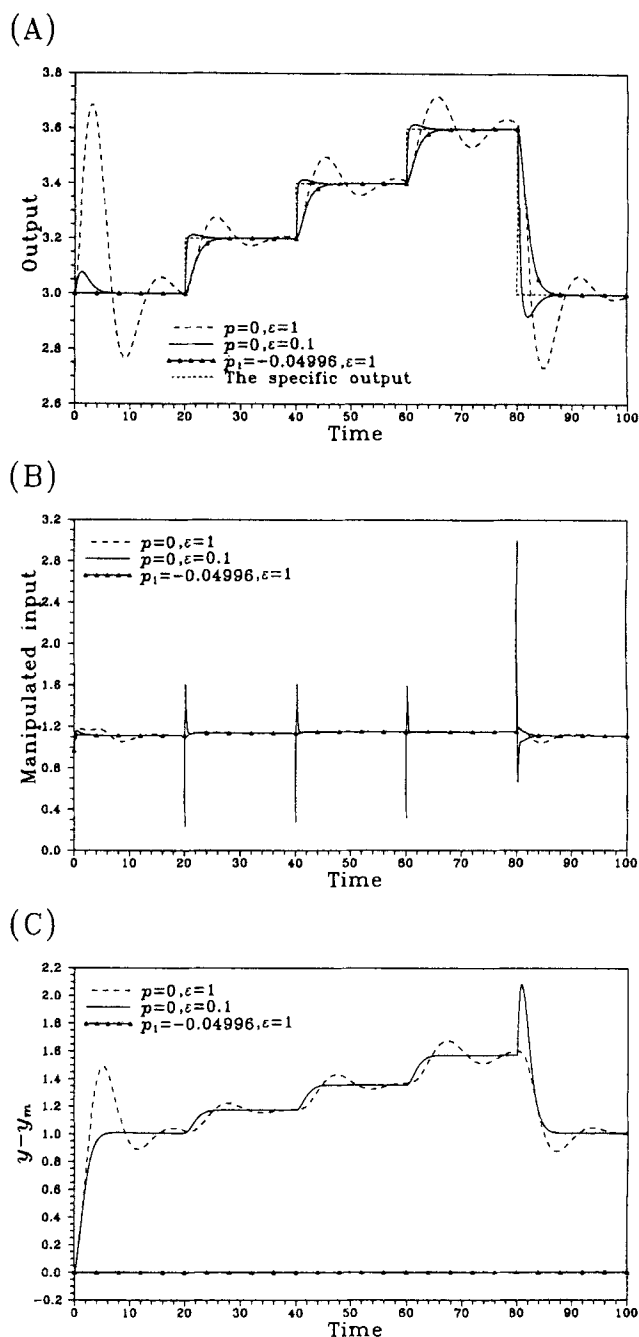 (A)
3.8
3.6
3.4
3.2
3.0
2.8
2.6
Output
p=0,ε=1
p=0,ε=0.1
p₁=−0.04996,ε=1
The specific output
0 10 20 30 40 50 60 70 80 90 100
Time
(B)
3.2
2.8
2.4
2.0
1.6
1.2
0.8
0.4
0.0
Manipulated input
p=0,ε=1
p=0,ε=0.1
p₁=−0.04996,ε=1
0 10 20 30 40 50 60 70 80 90 100
Time
(C)
2.2
2.0
1.8
1.6
1.4
1.2
1.0
0.8
0.6
0.4
0.2
0.0
-0.2
y−yₘ
p=0,ε=1
p=0,ε=0.1
p₁=−0.04996,ε=1
0 10 20 30 40 50 60 70 80 90 100
Time